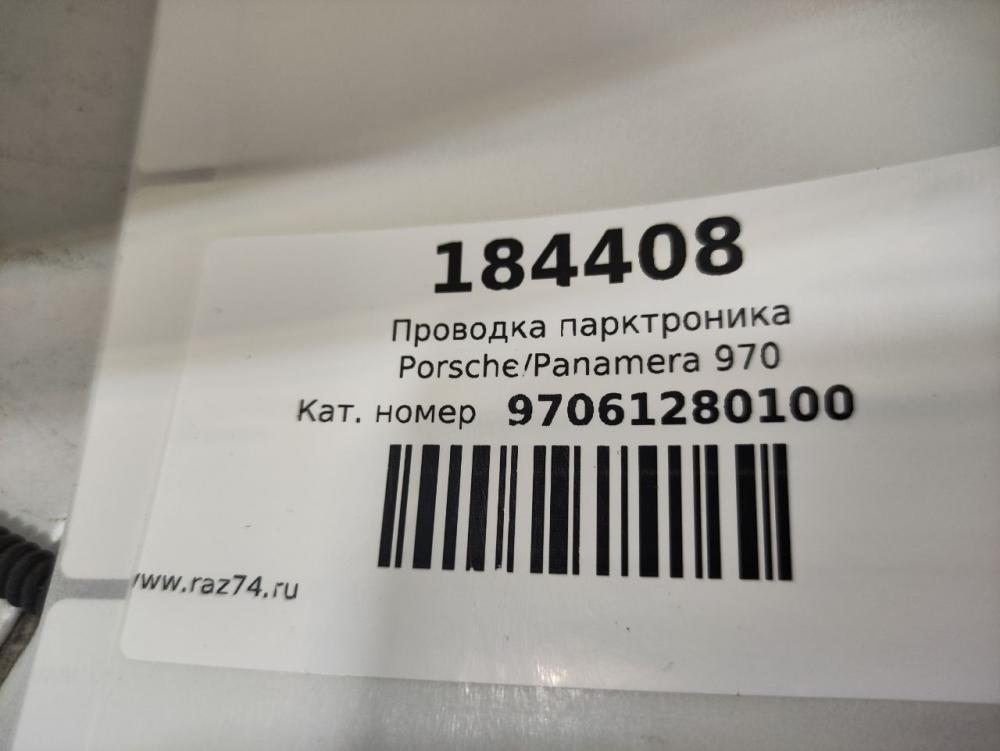 184408
Проводка парктроника
Porsche/Panamera 970
Кат. номер 97061280100
www.raz74.ru